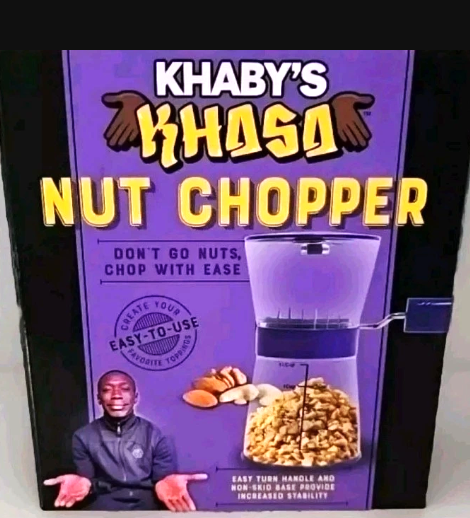 KHABY'S
KHASA
™
NUT CHOPPER
DON'T GO NUTS,
CHOP WITH EASE
CREATE YOUR
EASY-TO-USE
FAVORITE TOPPINGS
EASY TURN HANDLE AND
NON-SKID BASE PROVIDE
INCREASED STABILITY